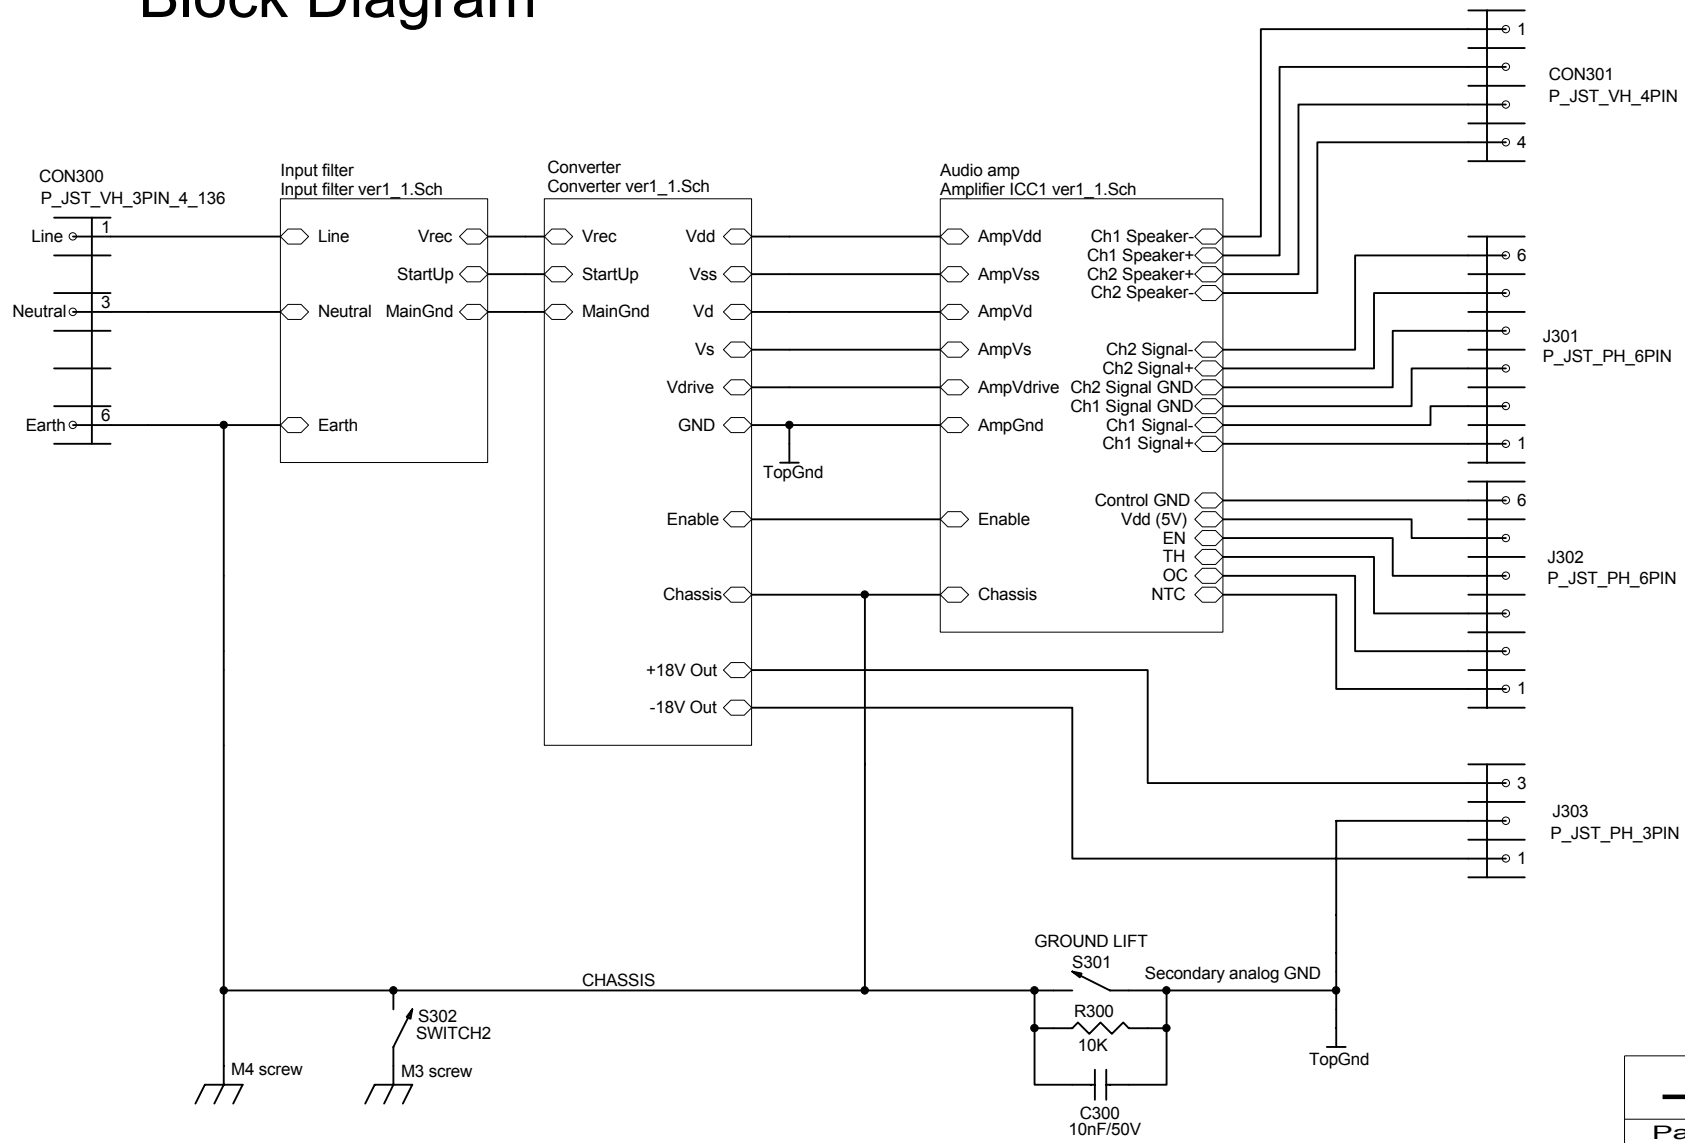 Block Diagram
1
CON301
P_JST_VH_4PIN
4
CON300
P_JST_VH_3PIN_4_136
Line
1
Neutral
3
Earth
6
Input filter
Input filter ver1_1.Sch
Line
Neutral
Earth
Vrec
StartUp
MainGnd
Converter
Converter ver1_1.Sch
Vrec
StartUp
MainGnd
Vdd
Vss
Vd
Vs
Vdrive
GND
Enable
Chassis
+18V Out
-18V Out
TopGnd
Audio amp
Amplifier ICC1 ver1_1.Sch
AmpVdd
AmpVss
AmpVd
AmpVs
AmpVdrive
AmpGnd
Enable
Chassis
Ch1 Speaker-
Ch1 Speaker+
Ch2 Speaker+
Ch2 Speaker-
Ch2 Signal-
Ch2 Signal+
Ch2 Signal GND
Ch1 Signal GND
Ch1 Signal-
Ch1 Signal+
Control GND
Vdd (5V)
EN
TH
OC
NTC
6
J301
P_JST_PH_6PIN
1
6
J302
P_JST_PH_6PIN
1
3
J303
P_JST_PH_3PIN
1
CHASSIS
GROUND LIFT
S301
Secondary analog GND
R300
10K
C300
10nF/50V
TopGnd
S302
SWITCH2
M4 screw
M3 screw